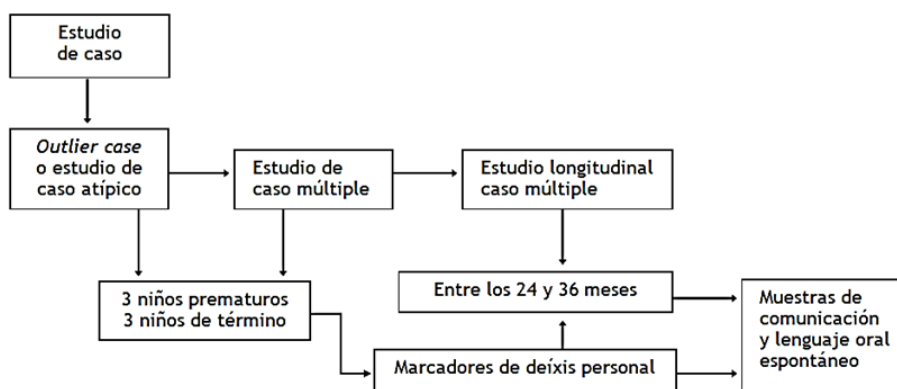 Estudio
de caso
Outlier case
o estudio de
caso atípico
Estudio de
caso múltiple
Estudio longitudinal
caso múltiple
3 niños prematuros
3 niños de término
Entre los 24 y 36 meses
Muestras de
comunicación
y lenguaje oral
espontáneo
Marcadores de deíxis personal